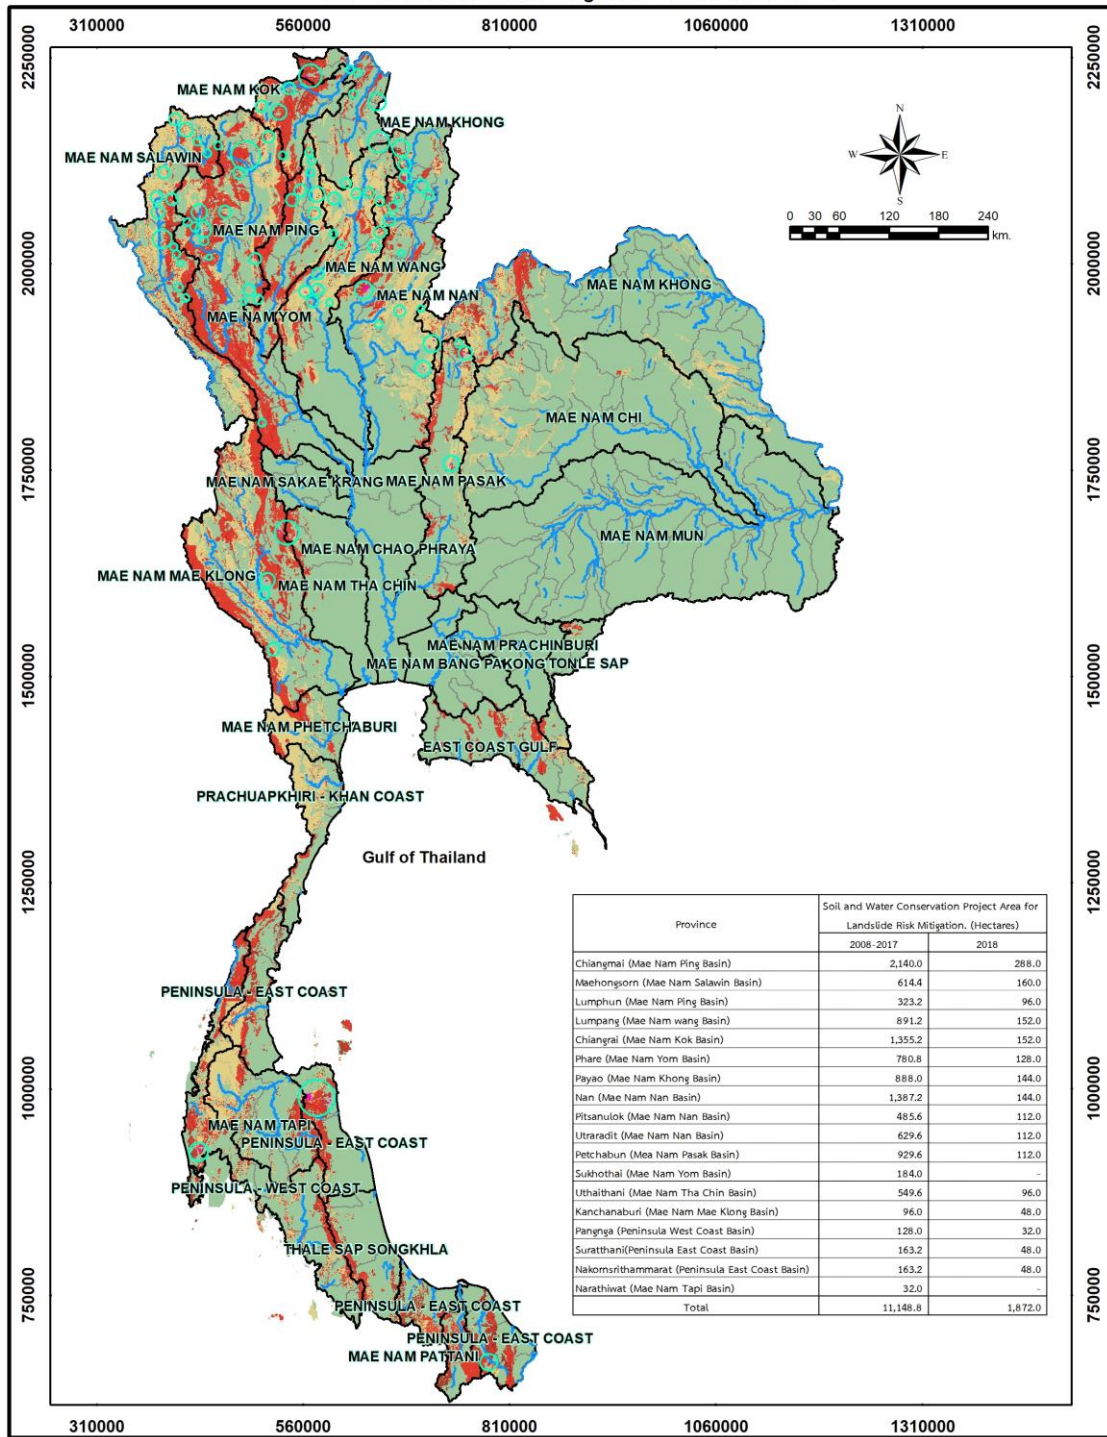 310000 560000 810000 1060000 1310000
2250000 2250000
MAE NAM KOK
MAE NAM KHONG
MAE NAM SALAWIN
N
W E
S
0 30 60 120 180 240
km.
MAE NAM PING
2000000 2000000
MAE NAM WANG
MAE NAM KHONG
MAE NAM NAN
MAE NAM YOM
MAE NAM CHI
1750000 1750000
MAE NAM SAKAE KRANG MAE NAM PASAK
MAE NAM MUN
MAE NAM CHAO PHRAYA
MAE NAM MAE KLONG
MAE NAM THA CHIN
MAE NAM PRACHINBURI
MAE NAM BANG PAKONG TONLE SAP
1500000 1500000
MAE NAM PHETCHABURI
EAST COAST GULF
PRACHUAPKHIRI - KHAN COAST
Gulf of Thailand
1250000 1250000
Province Soil and Water Conservation Project Area for
Landslide Risk Mitigation. (Hectares)
2008-2017 2018
Chiangmai (Mae Nam Ping Basin) 2,140.0 288.0
Maehongsorn (Mae Nam Salawin Basin) 614.4 160.0
Lumphun (Mae Nam Ping Basin) 323.2 96.0
Lumpang (Mae Nam wang Basin) 891.2 152.0
Chiangrai (Mae Nam Kok Basin) 1,355.2 152.0
Phare (Mae Nam Yom Basin) 780.8 128.0
Payao (Mae Nam Khong Basin) 888.0 144.0
Nan (Mae Nam Nan Basin) 1,387.2 144.0
Pitsanulok (Mae Nam Nan Basin) 485.6 112.0
Utraradit (Mae Nam Nan Basin) 629.6 112.0
Petchabun (Mea Nam Pasak Basin) 929.6 112.0
Sukhothai (Mae Nam Yom Basin) 184.0 -
Uthaithani (Mae Nam Tha Chin Basin) 549.6 96.0
Kanchanaburi (Mae Nam Mae Klong Basin) 96.0 48.0
Pangnga (Peninsula West Coast Basin) 128.0 32.0
Suratthani(Peninsula East Coast Basin) 163.2 48.0
Nakornsrithammarat (Peninsula East Coast Basin) 163.2 48.0
Narathiwat (Mae Nam Tapi Basin) 32.0 -
Total 11,148.8 1,872.0
PENINSULA - EAST COAST
1000000 1000000
MAE NAM TAPI
PENINSULA - EAST COAST
PENINSULA - WEST COAST
THALE SAP SONGKHLA
750000 750000
PENINSULA - EAST COAST
PENINSULA - EAST COAST
MAE NAM PATTANI
310000 560000 810000 1060000 1310000